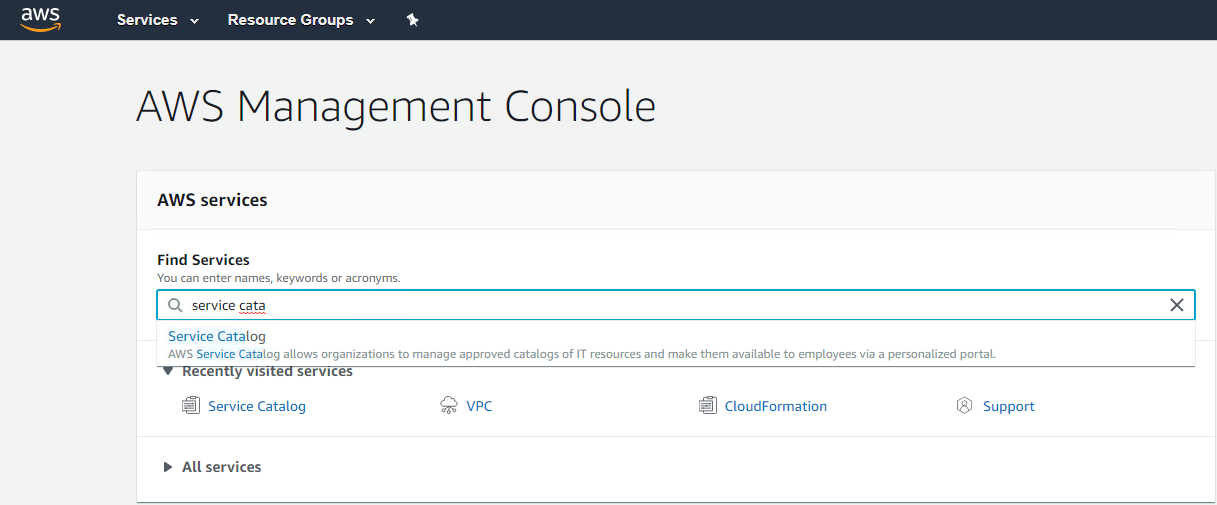 aws Services Resource Groups
AWS Management Console
AWS services
Find Services
You can enter names, keywords or acronyms.
service cata
Service Catalog
AWS Service Catalog allows organizations to manage approved catalogs of IT resources and make them available to employees via a personalized portal.
Recently visited services
Service Catalog VPC CloudFormation Support
All services